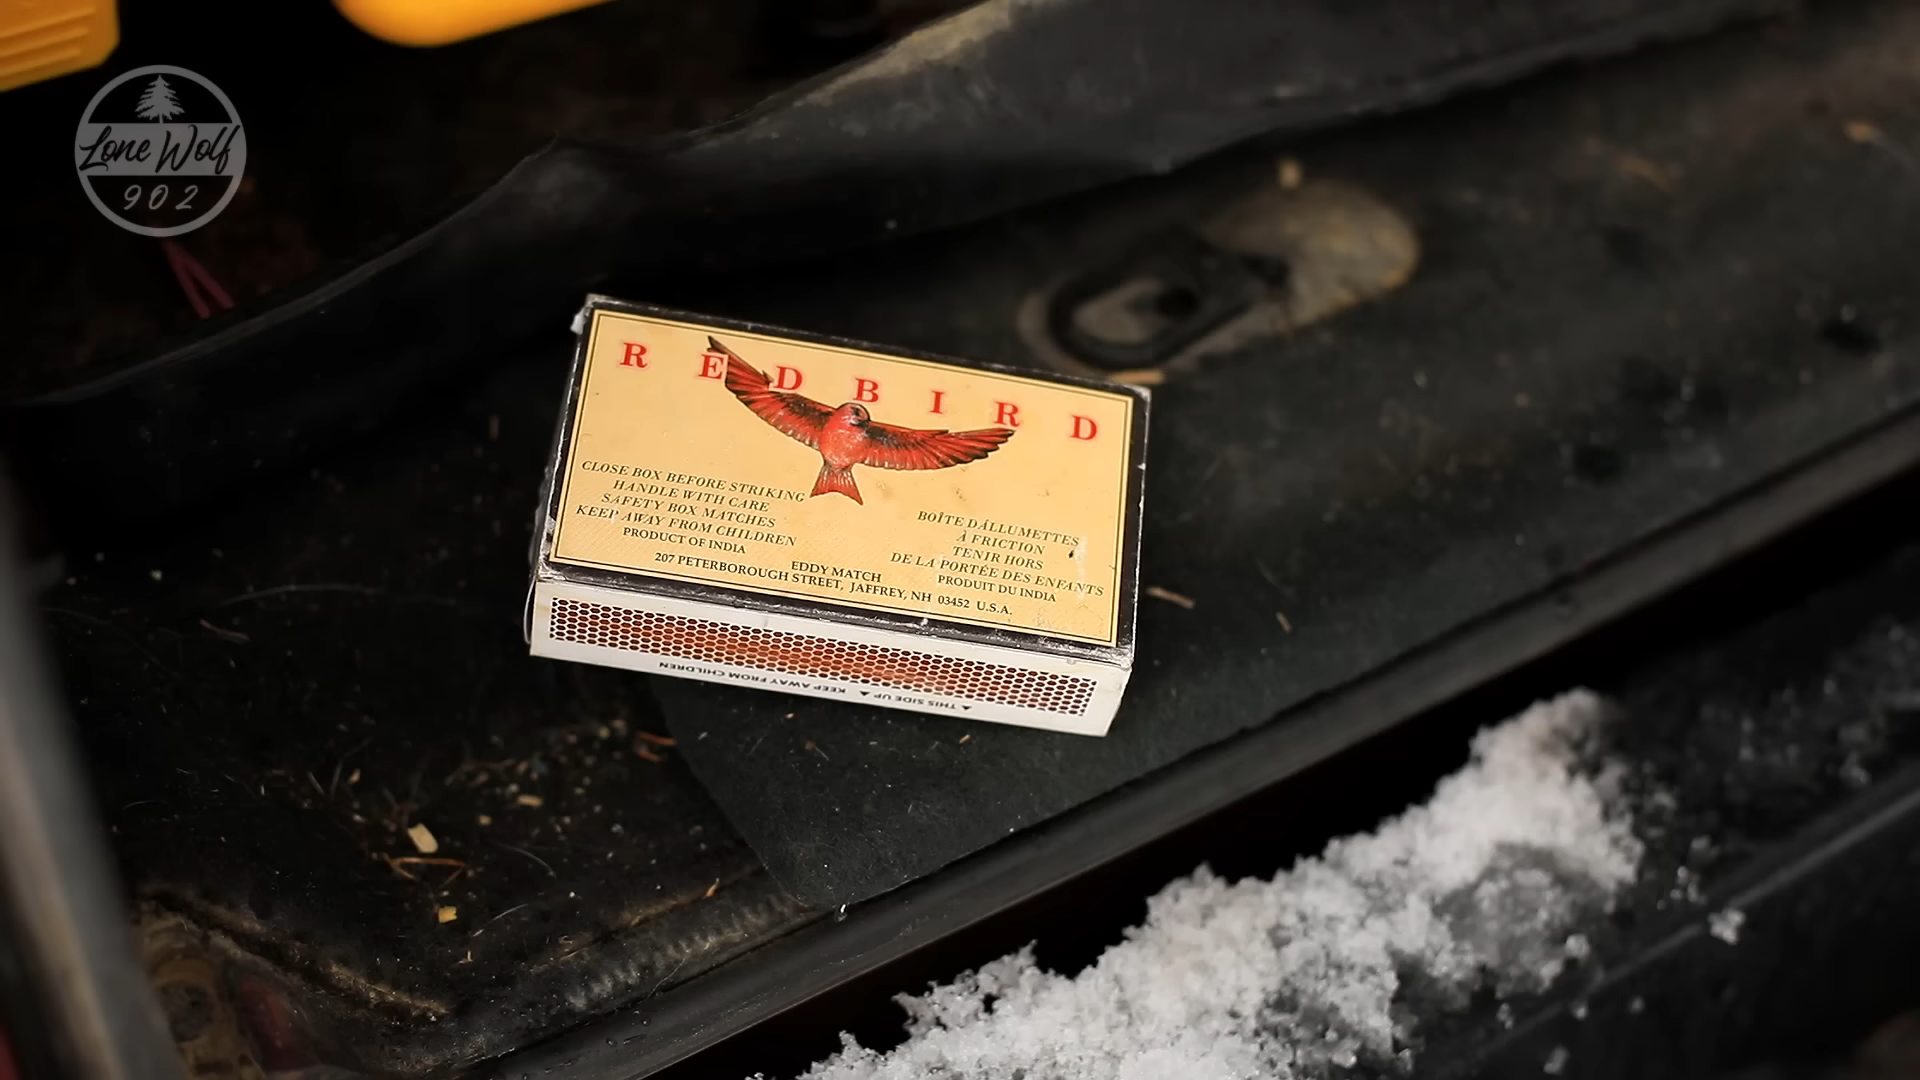 Lone Wolf
902
REDBIRD
CLOSE BOX BEFORE STRIKING
HANDLE WITH CARE
SAFETY BOX MATCHES
KEEP AWAY FROM CHILDREN
PRODUCT OF INDIA
BOÎTE DÁLLUMETTES
À FRICTION
TENIR HORS
DE LA PORTÉE DES ENFANTS
PRODUIT DU INDIA
EDDY MATCH
207 PETERBOROUGH STREET, JAFFREY, NH 03452 U.S.A.
▲ THIS SIDE UP ▲ KEEP AWAY FROM CHILDREN